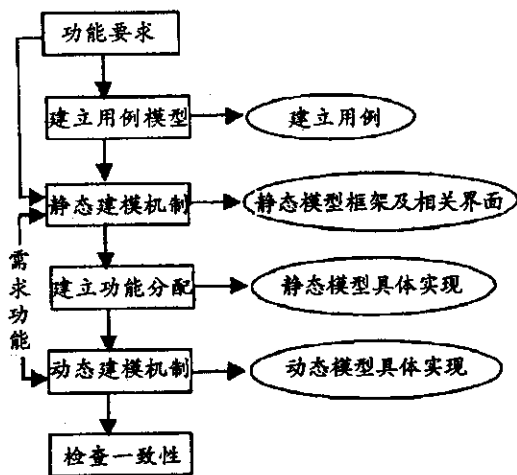 功能要求
建立用例模型
建立用例
静态建模机制
静态模型框架及相关界面
需求功能
建立功能分配
静态模型具体实现
动态建模机制
动态模型具体实现
检查一致性